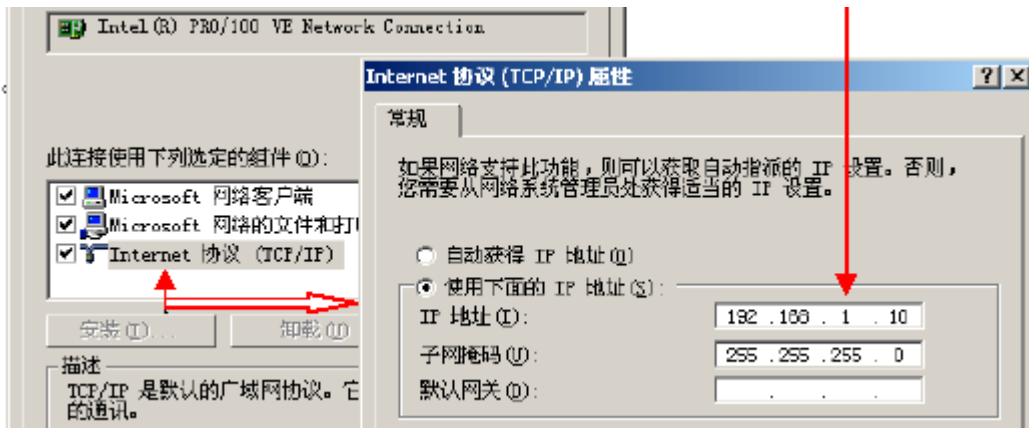 Intel(R) PRO/100 VE Network Connection
此连接使用下列选定的组件(O):
Microsoft 网络客户端
Microsoft 网络的文件和打
Internet 协议 (TCP/IP)
安装(I)...
卸载(U)
描述
TCP/IP 是默认的广域网协议。它
的通讯。
Internet 协议 (TCP/IP) 属性
常规
如果网络支持此功能，则可以获取自动指派的 IP 设置。否则，
您需要从网络系统管理员处获得适当的 IP 设置。
自动获得 IP 地址(O)
使用下面的 IP 地址(S):
IP 地址(I): 192 .168 . 1 . 10
子网掩码(U): 255 .255 .255 . 0
默认网关(D): . . .